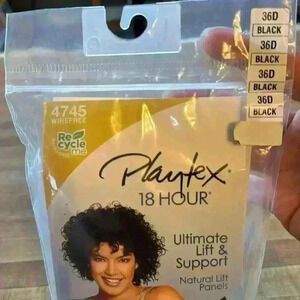 36D
BLACK
36D
BLACK
36D
BLACK
36D
BLACK
4745
WIREFREE
Re
cycle
me
Playtex
18 HOUR®
Ultimate
Lift &
Support
Natural Lift
Panels